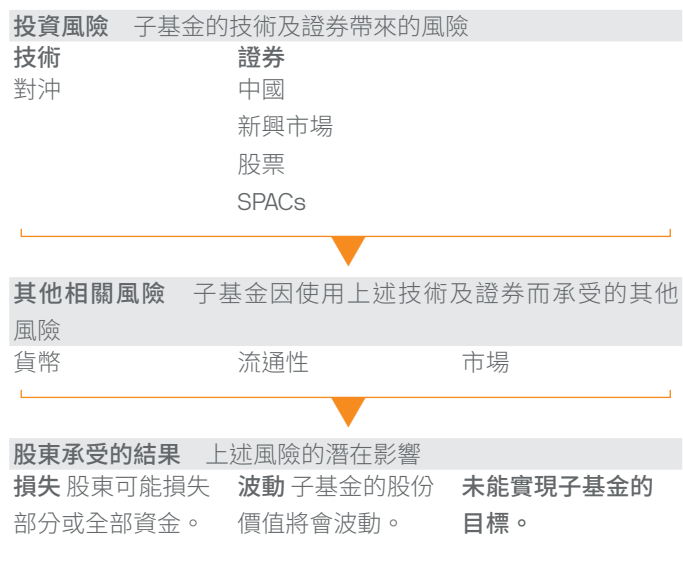 投資風險 子基金的技術及證券帶來的風險
技術 證券
對沖 中國
新興市場
股票
SPACs
其他相關風險 子基金因使用上述技術及證券而承受的其他
風險
貨幣 流通性 市場
股東承受的結果 上述風險的潛在影響
損失 股東可能損失 波動 子基金的股份 未能實現子基金的
部分或全部資金。 價值將會波動。 目標。